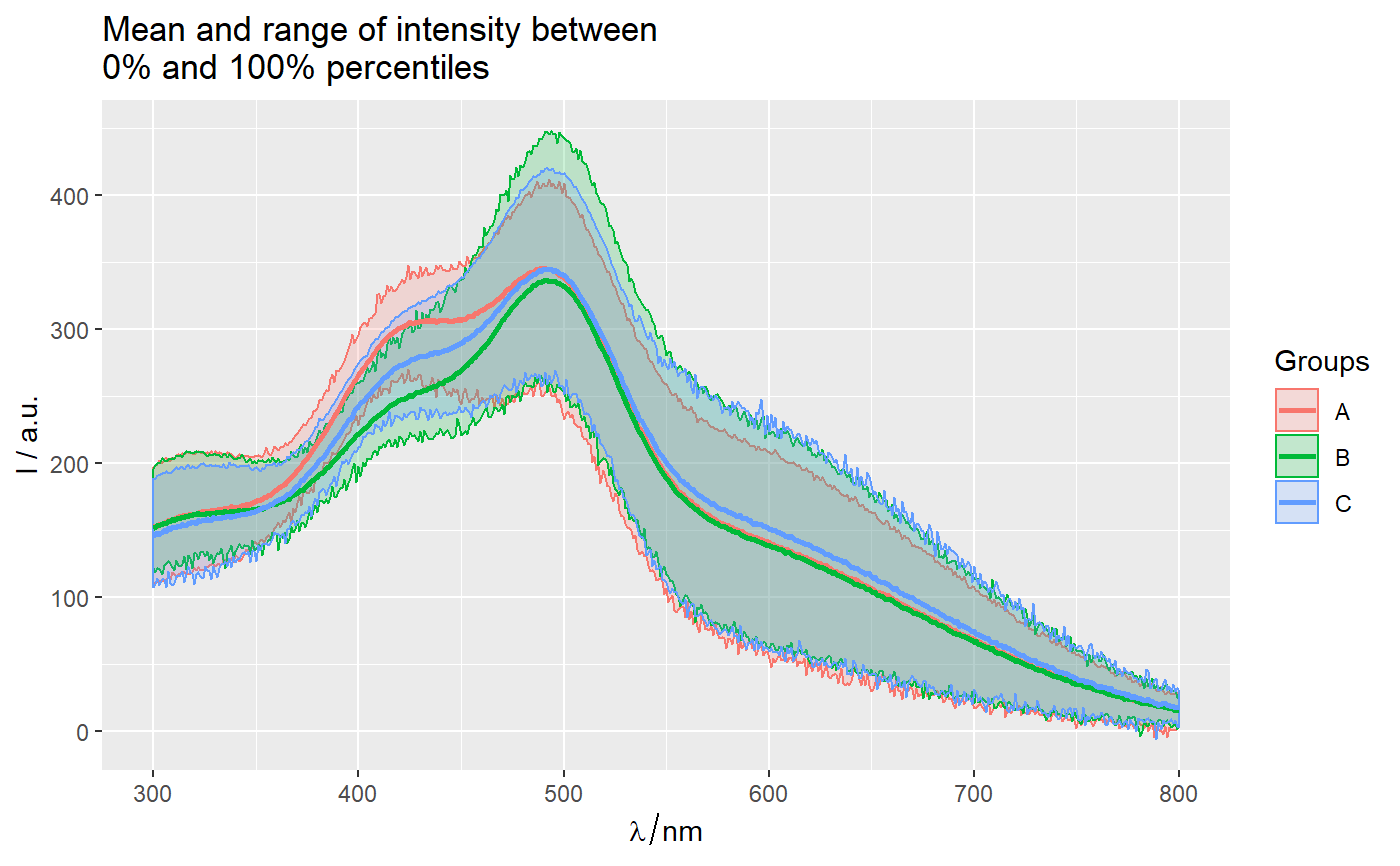 Mean and range of intensity between
0% and 100% percentiles
400
300
200
100
0
I / a.u.
300 400 500 600 700 800
λ/nm
Groups
A
B
C